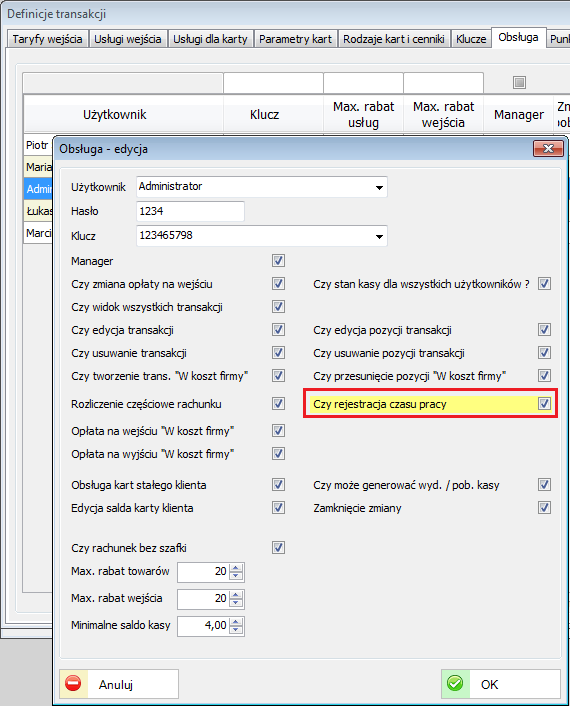 Definicje transakcji
Taryfy wejścia Usługi wejścia Usługi dla karty Parametry kart Rodzaje kart i cenniki Klucze Obsługa Punk
Użytkownik Klucz Max. rabat usług Max. rabat wejścia Manager
Piotr
Maria
Admin
Łukas
Marci
Obsługa - edycja
Użytkownik Administrator
Hasło 1234
Klucz 123465798
Manager
Czy zmiana opłaty na wejściu Czy stan kasy dla wszystkich użytkowników ?
Czy widok wszystkich transakcji
Czy edycja transakcji Czy edycja pozycji transakcji
Czy usuwanie transakcji Czy usuwanie pozycji transakcji
Czy tworzenie trans. "W koszt firmy" Czy przesunięcie pozycji "W koszt firmy"
Rozliczenie częściowe rachunku Czy rejestracja czasu pracy
Opłata na wejściu "W koszt firmy"
Opłata na wyjściu "W koszt firmy"
Obsługa kart stałego klienta Czy może generować wyd. / pob. kasy
Edycja salda karty klienta Zamknięcie zmiany
Czy rachunek bez szafki
Max. rabat towarów 20
Max. rabat wejścia 20
Minimalne saldo kasy 4,00
Anuluj OK